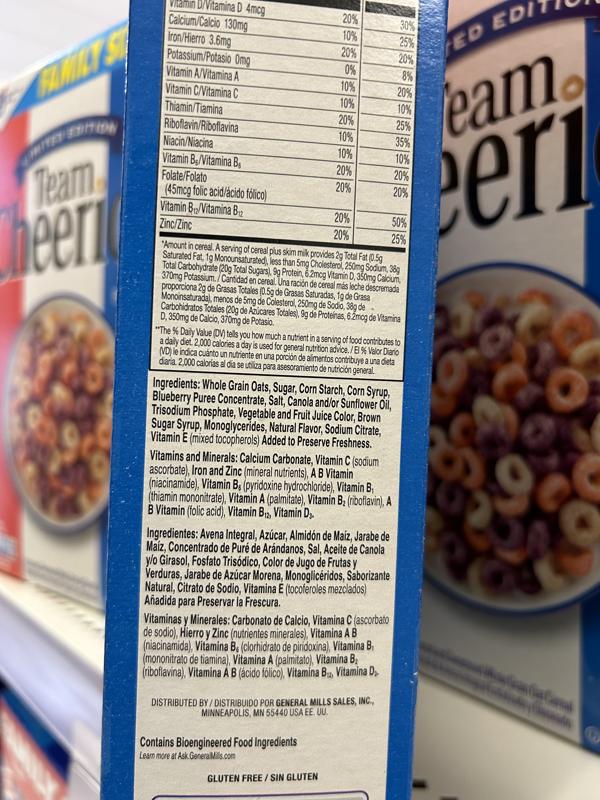 Vitamin D/Vitamina D 4mcg 20% 30%
Calcium/Calcio 130mg 10% 25%
Iron/Hierro 3.6mg 20% 20%
Potassium/Potasio 0mg 0% 8%
Vitamin A/Vitamina A 10% 20%
Vitamin C/Vitamina C 10% 10%
Thiamin/Tiamina 20% 25%
Riboflavin/Riboflavina 10% 35%
Niacin/Niacina 10% 10%
Vitamin B₆/Vitamina B₆ 20% 20%
Folate/Folato 20% 20%
(45mcg folic acid/ácido fólico)
Vitamin B₁₂/Vitamina B₁₂ 20% 50%
Zinc/Zinc 20% 25%
*Amount in cereal. A serving of cereal plus skim milk provides 2g Total Fat (0.5g
Saturated Fat, 1g Monounsaturated), less than 5mg Cholesterol, 250mg Sodium, 38g
Total Carbohydrate (20g Total Sugars), 9g Protein, 6.2mcg Vitamin D, 350mg Calcium,
370mg Potassium. / Cantidad en cereal. Una ración de cereal más leche descremada
proporciona 2g de Grasas Totales (0.5g de Grasas Saturadas, 1g de Grasa
Monoinsaturada), menos de 5mg de Colesterol, 250mg de Sodio, 38g de
Carbohidratos Totales (20g de Azúcares Totales), 9g de Proteínas, 6.2mcg de Vitamina
D, 350mg de Calcio, 370mg de Potasio.
**The % Daily Value (DV) tells you how much a nutrient in a serving of food contributes to
a daily diet. 2,000 calories a day is used for general nutrition advice. / El % Valor Diario
(VD) le indica cuánto un nutriente en una porción de alimentos contribuye a una dieta
diaria. 2,000 calorías al día se utiliza para asesoramiento de nutrición general.
Ingredients: Whole Grain Oats, Sugar, Corn Starch, Corn Syrup,
Blueberry Puree Concentrate, Salt, Canola and/or Sunflower Oil,
Trisodium Phosphate, Vegetable and Fruit Juice Color, Brown
Sugar Syrup, Monoglycerides, Natural Flavor, Sodium Citrate,
Vitamin E (mixed tocopherols) Added to Preserve Freshness.
Vitamins and Minerals: Calcium Carbonate, Vitamin C (sodium
ascorbate), Iron and Zinc (mineral nutrients), A B Vitamin
(niacinamide), Vitamin B₆ (pyridoxine hydrochloride), Vitamin B₁
(thiamin mononitrate), Vitamin A (palmitate), Vitamin B₂ (riboflavin), A
B Vitamin (folic acid), Vitamin B₁₂, Vitamin D₃.
Ingredientes: Avena Integral, Azúcar, Almidón de Maíz, Jarabe de
Maíz, Concentrado de Puré de Arándanos, Sal, Aceite de Canola
y/o Girasol, Fosfato Trisódico, Color de Jugo de Frutas y
Verduras, Jarabe de Azúcar Morena, Monoglicéridos, Saborizante
Natural, Citrato de Sodio, Vitamina E (tocoferoles mezclados)
Añadida para Preservar la Frescura.
Vitaminas y Minerales: Carbonato de Calcio, Vitamina C (ascorbato
de sodio), Hierro y Zinc (nutrientes minerales), Vitamina A B
(niacinamida), Vitamina B₆ (clorhidrato de piridoxina), Vitamina B₁
(mononitrato de tiamina), Vitamina A (palmitato), Vitamina B₂
(riboflavina), Vitamina A B (ácido fólico), Vitamina B₁₂, Vitamina D₃.
DISTRIBUTED BY / DISTRIBUIDO POR GENERAL MILLS SALES, INC.,
MINNEAPOLIS, MN 55440 USA EE. UU.
Contains Bioengineered Food Ingredients
Learn more at Ask.GeneralMills.com
GLUTEN FREE / SIN GLUTEN
FAMILY SI
LIMITED EDITION
Team
Cheeri
TED EDITION
Team
eeri